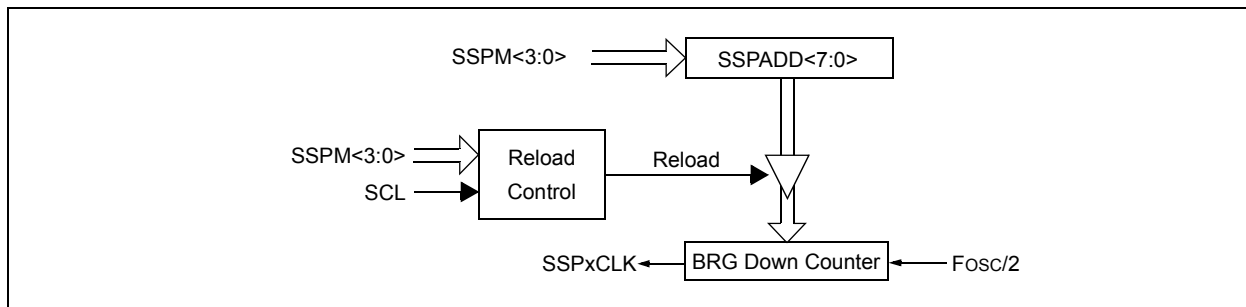 SSPM<3:0>
SSPADD<7:0>
SSPM<3:0>
SCL
Reload
Control
Reload
SSPxCLK
BRG Down Counter
FOSC/2